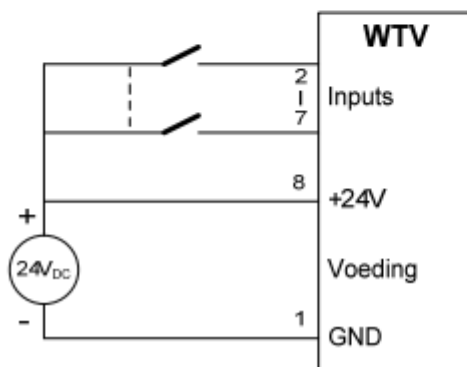 WTV
2
Inputs
7
8
+24V
+
24VDC
Voeding
-
1
GND